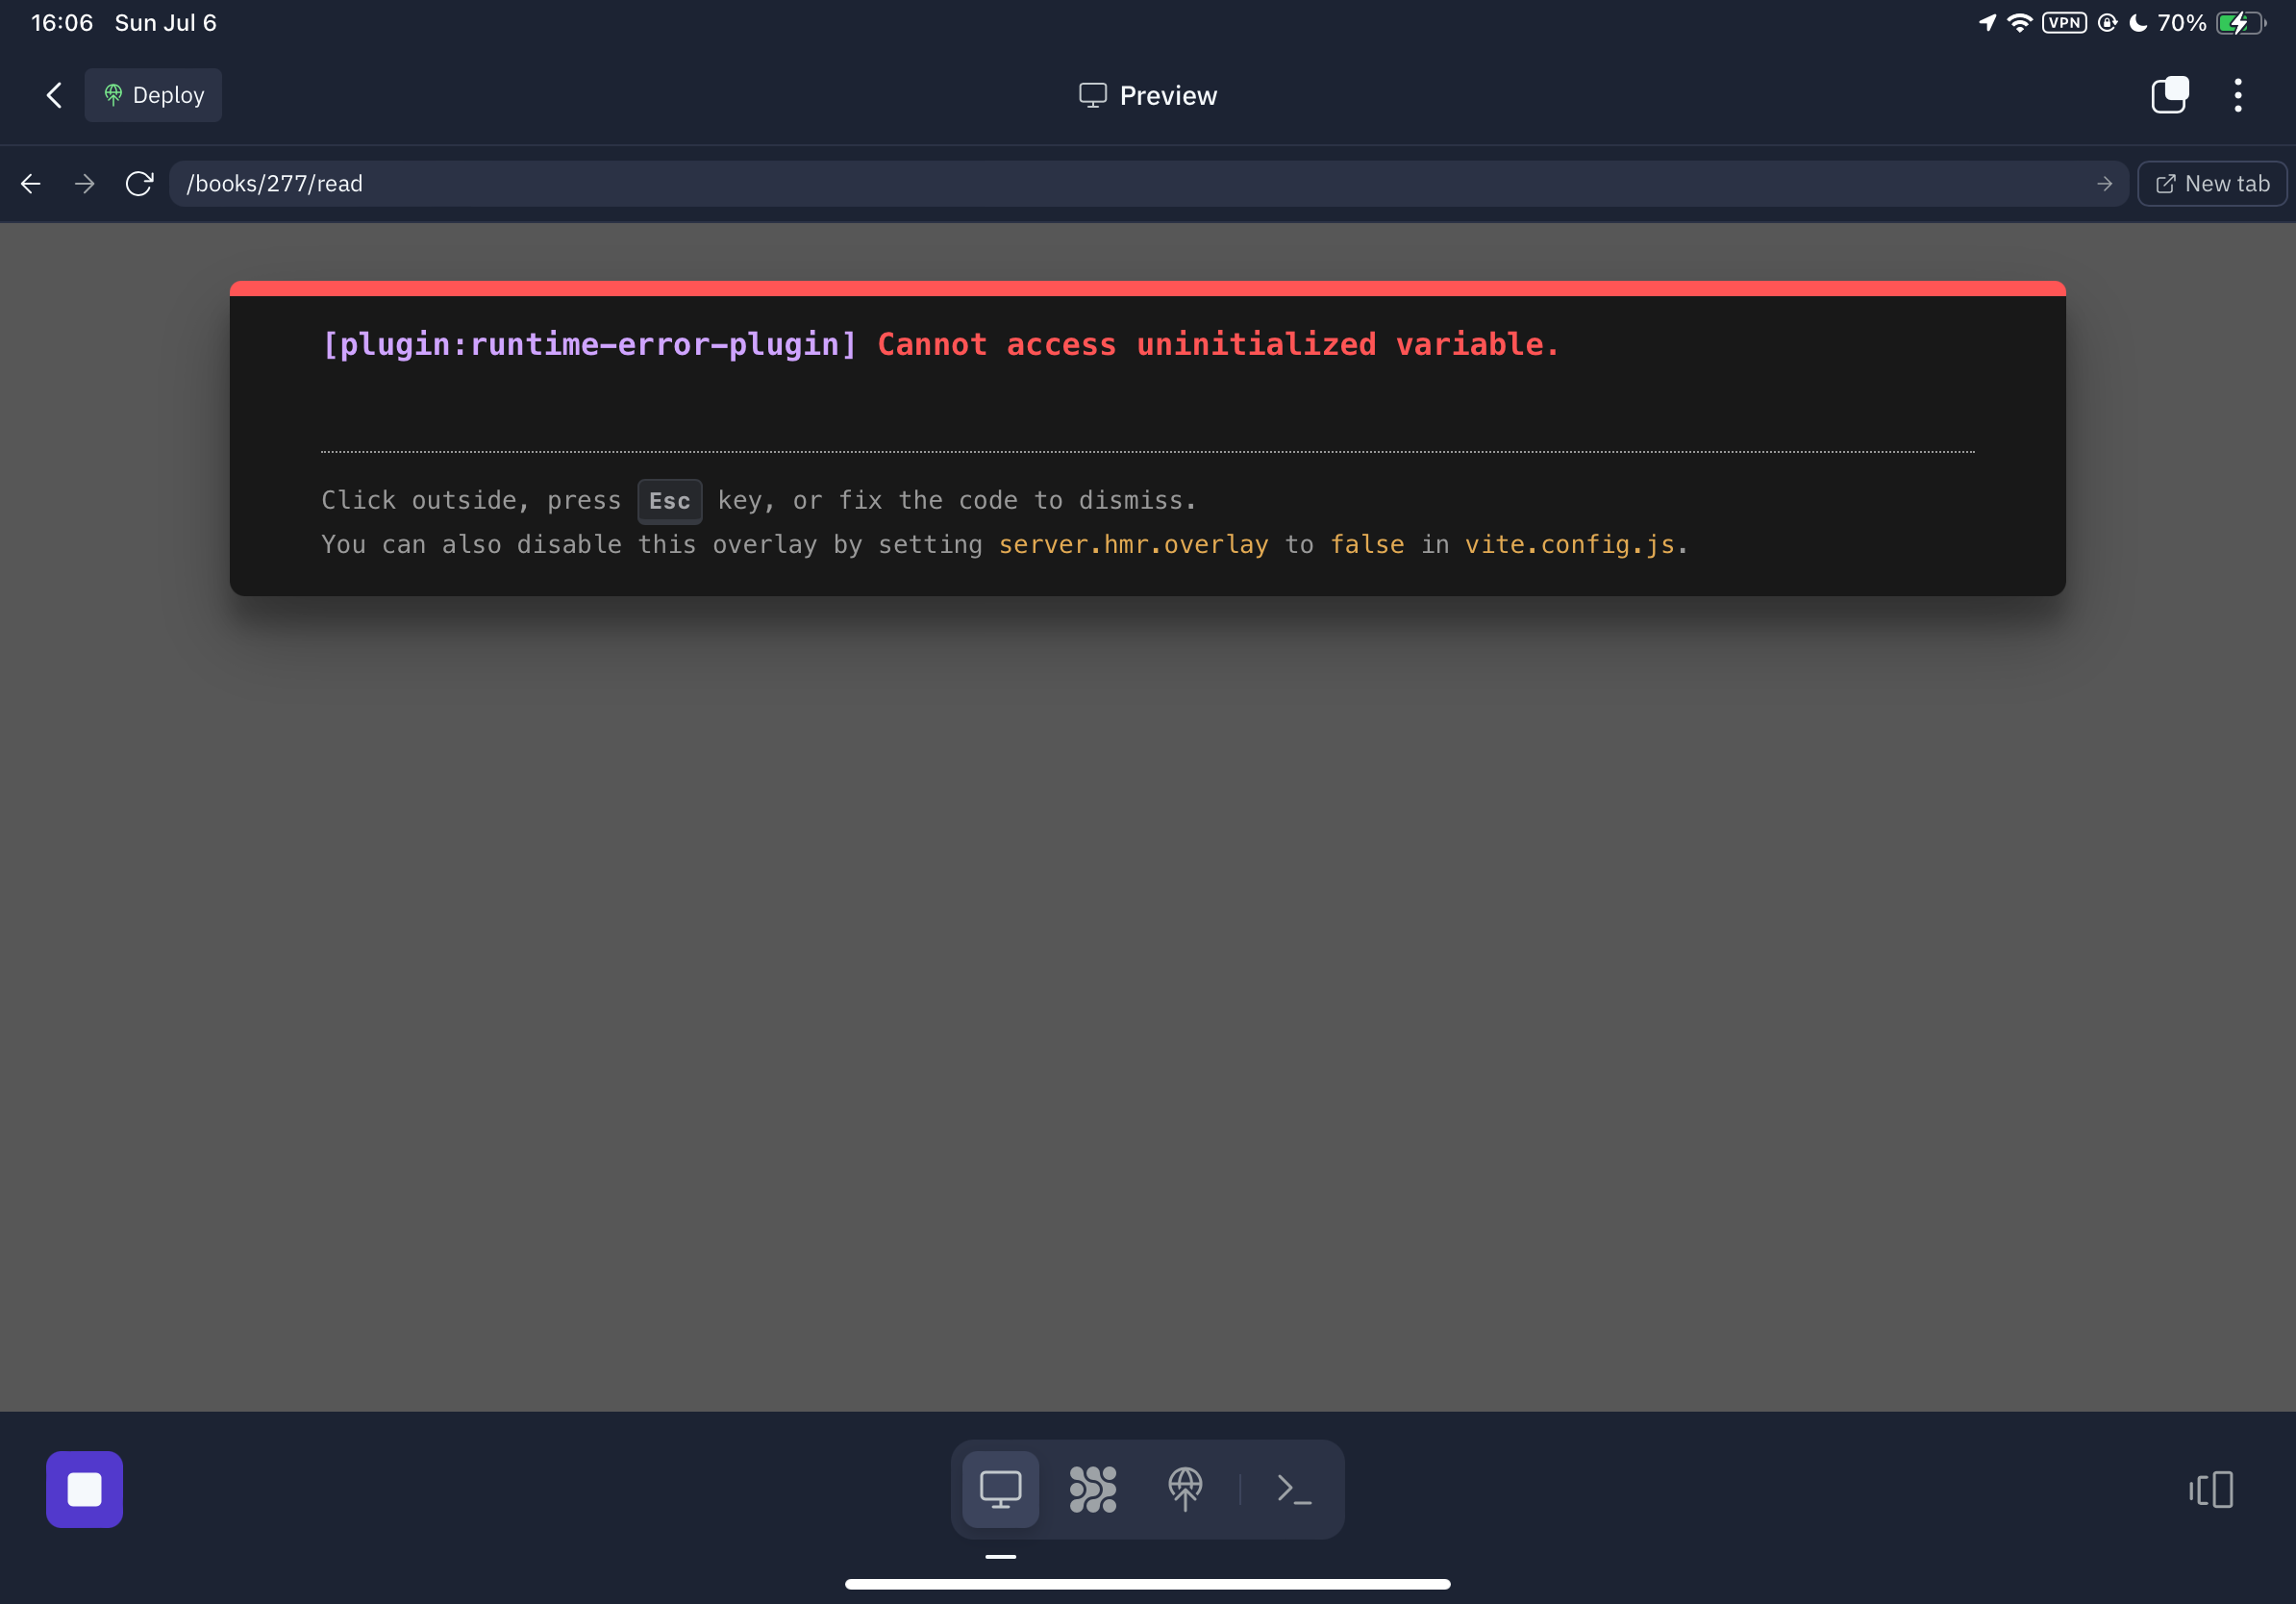 16:06 Sun Jul 6
VPN 70%
Deploy
Preview
/books/277/read
New tab
[plugin:runtime-error-plugin] Cannot access uninitialized variable.
Click outside, press Esc key, or fix the code to dismiss.
You can also disable this overlay by setting server.hmr.overlay to false in vite.config.js.